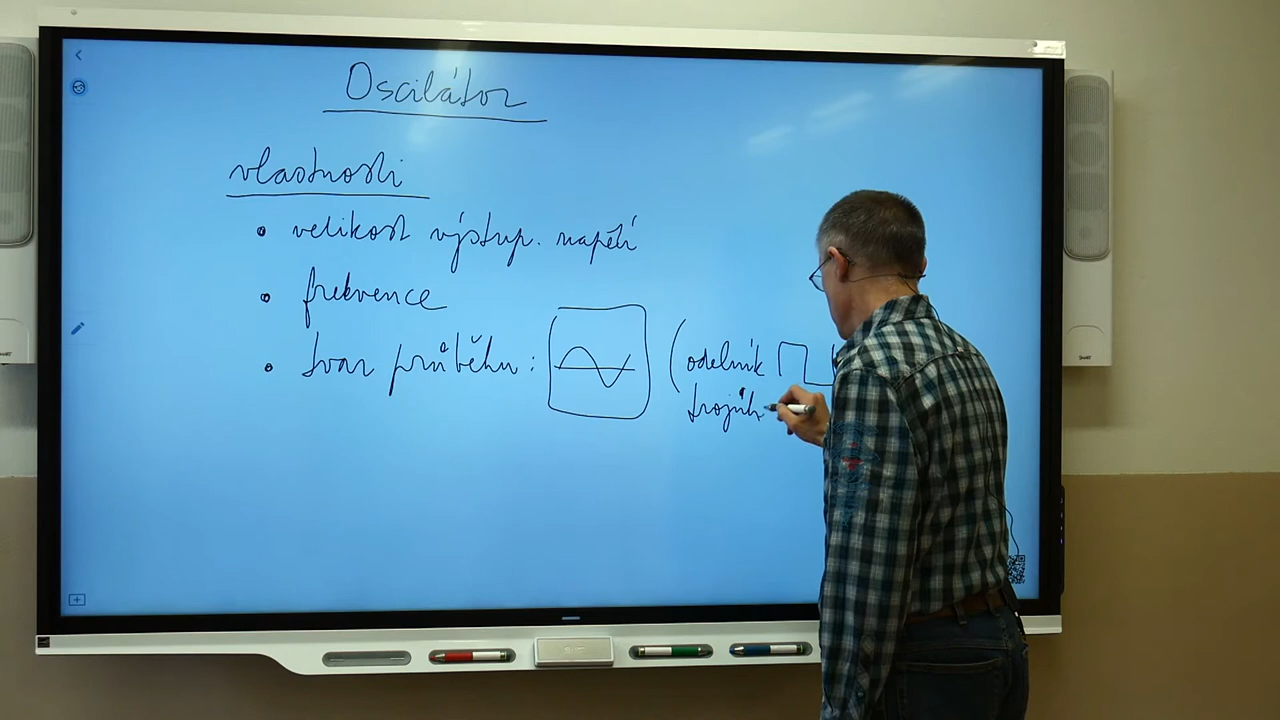 Oscilátor
vlastnosti
• velikost výstup. napětí
• frekvence
• tvar průběhu: (odelník
trojúh